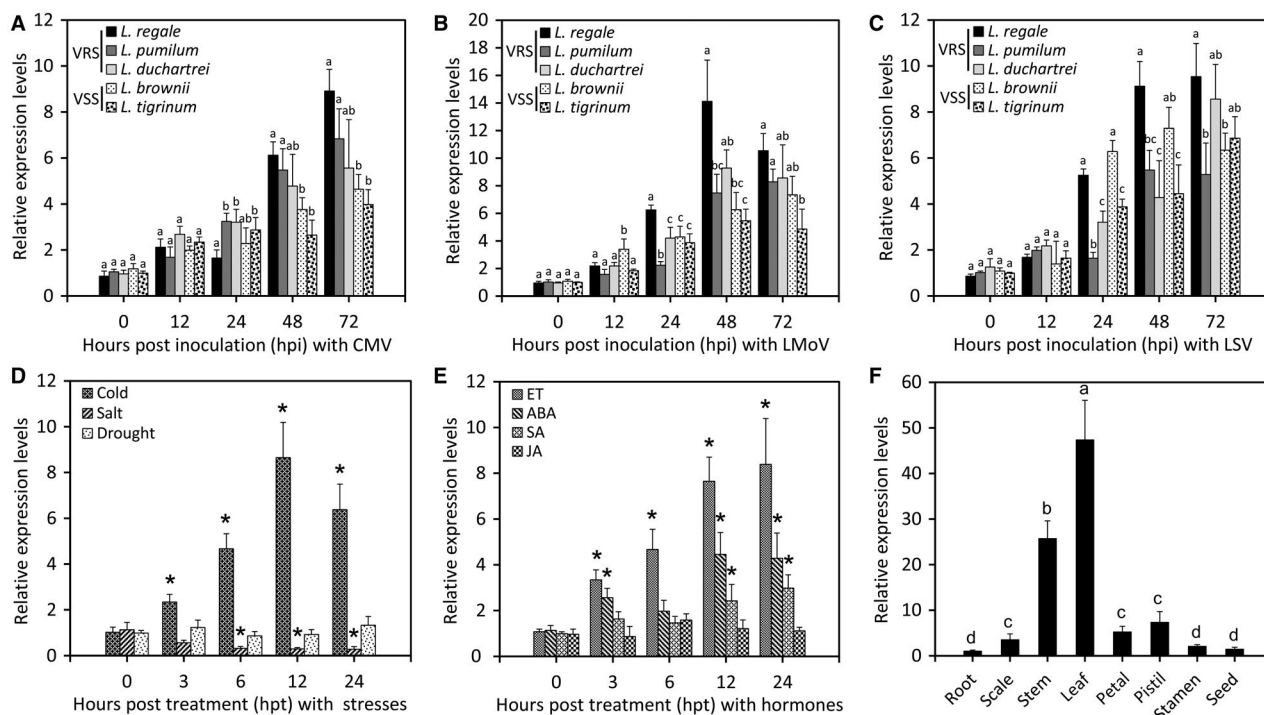 A
Relative expression levels
12
10
8
6
4
2
0
VRS
VSS
L. regale
L. pumilum
L. duchartrei
L. brownii
L. tigrinum
a a a a a
a a a a a
b a a ab b
a a ab b b
a a ab b b
0 12 24 48 72
Hours post inoculation (hpi) with CMV
B
Relative expression levels
20
18
16
14
12
10
8
6
4
2
0
VRS
VSS
L. regale
L. pumilum
L. duchartrei
L. brownii
L. tigrinum
a a a a a
a a a b a
a b c c c
a bc ab bc c
a ab ab ab b
0 12 24 48 72
Hours post inoculation (hpi) with LMoV
C
Relative expression levels
12
10
8
6
4
2
0
VRS
VSS
L. regale
L. pumilum
L. duchartrei
L. brownii
L. tigrinum
a a a a a
a a a a a
a b c a c
a bc c ab c
a b ab b ab
0 12 24 48 72
Hours post inoculation (hpi) with LSV
D
Relative expression levels
12
10
8
6
4
2
0
Cold
Salt
Drought
*
* *
* *
* *
0 3 6 12 24
Hours post treatment (hpt) with stresses
E
Relative expression levels
12
10
8
6
4
2
0
ET
ABA
SA
JA
* *
*
* * *
* * *
0 3 6 12 24
Hours post treatment (hpt) with hormones
F
Relative expression levels
60
50
40
30
20
10
0
d c b a c c d d
Root Scale Stem Leaf Petal Pistil Stamen Seed